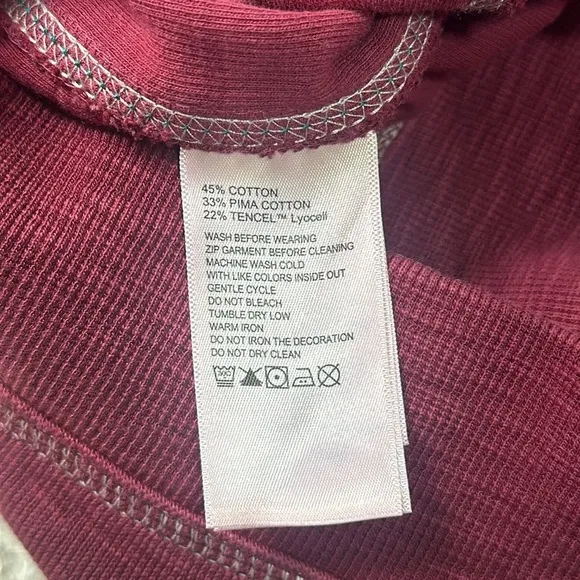 45% COTTON
33% PIMA COTTON
22% TENCEL™ Lyocell
WASH BEFORE WEARING
ZIP GARMENT BEFORE CLEANING
MACHINE WASH COLD
WITH LIKE COLORS INSIDE OUT
GENTLE CYCLE
DO NOT BLEACH
TUMBLE DRY LOW
WARM IRON
DO NOT IRON THE DECORATION
DO NOT DRY CLEAN
30C